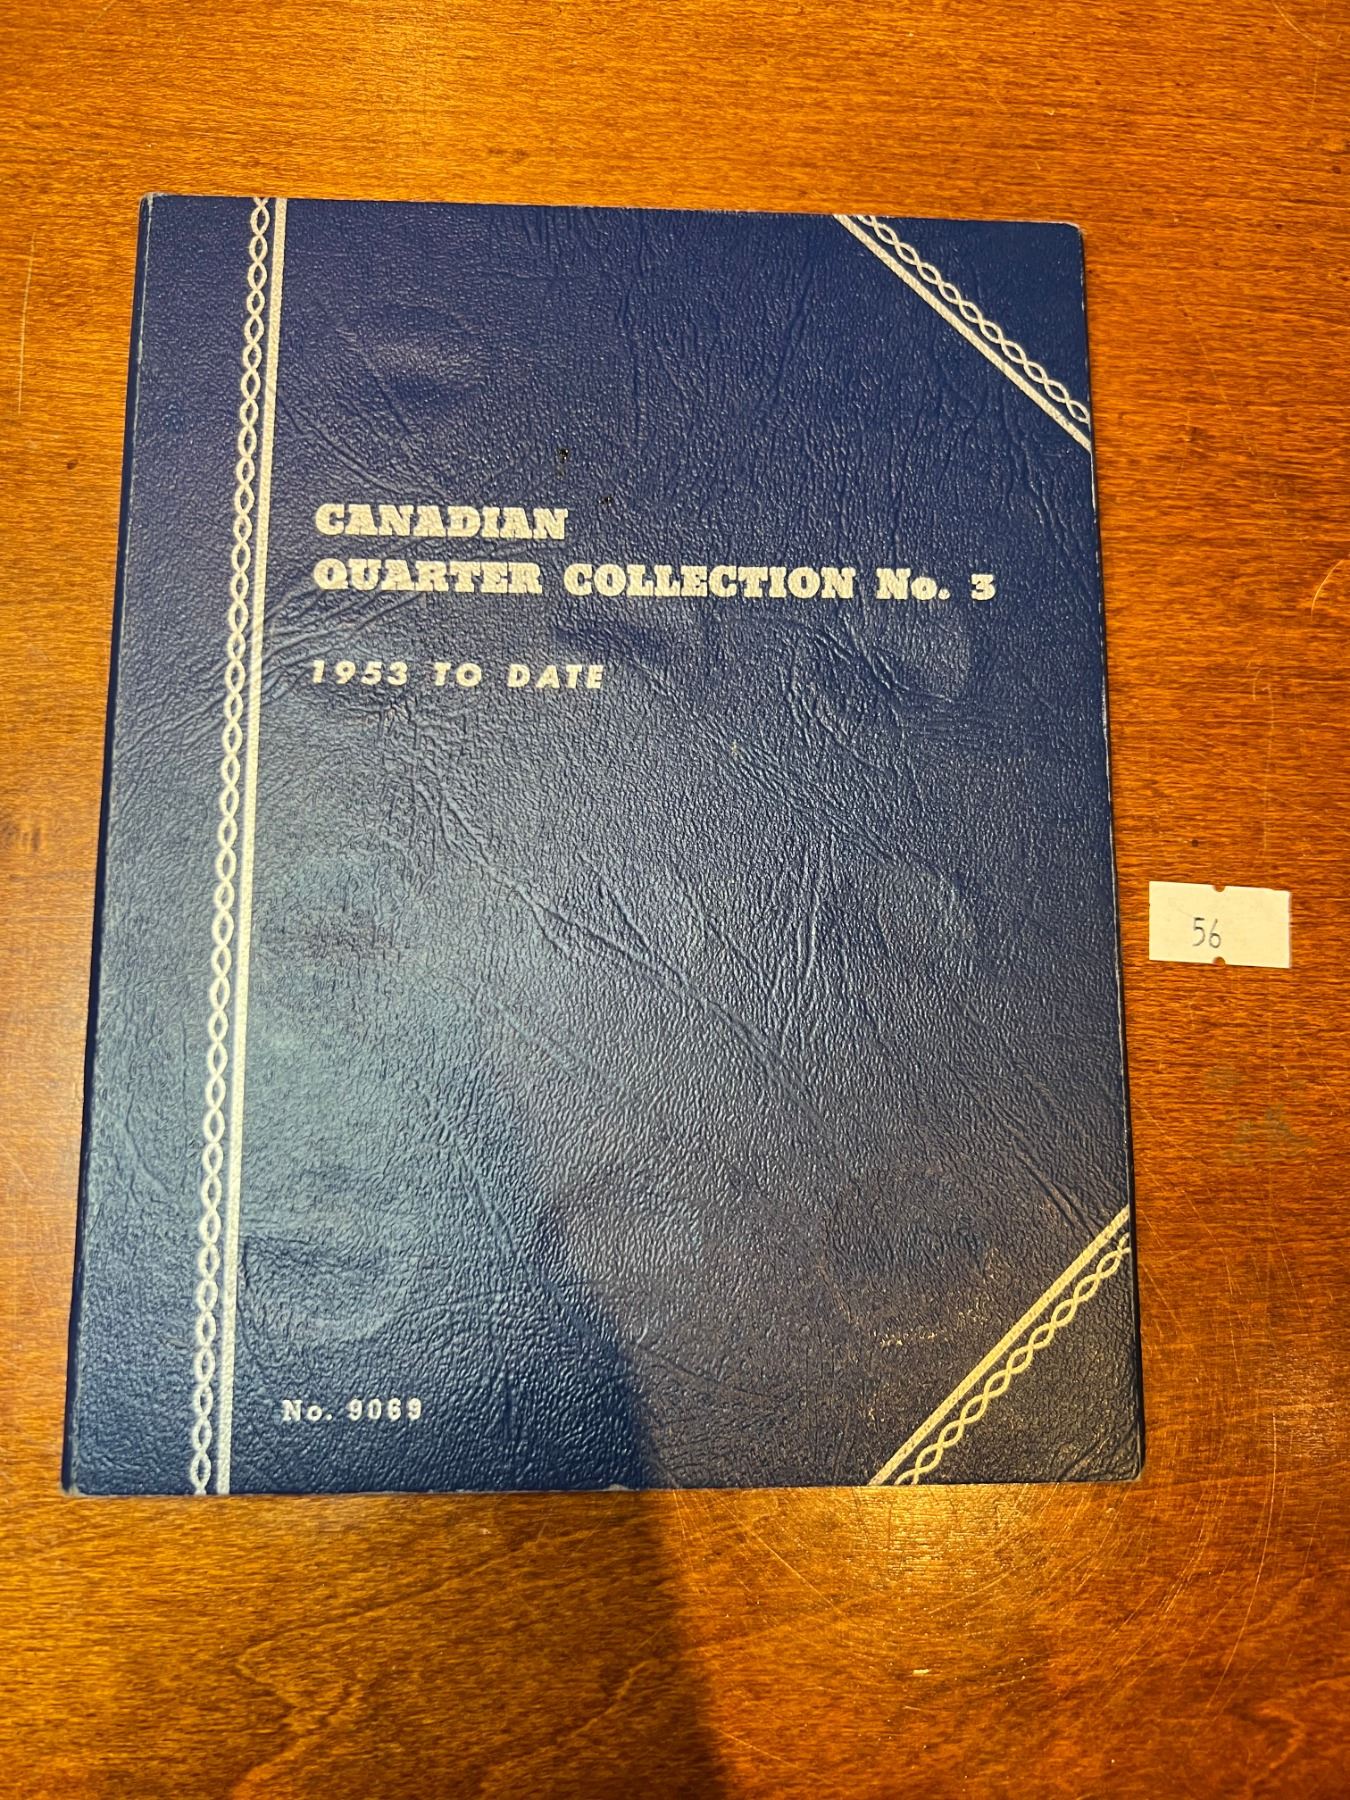 CANADIAN
QUARTER COLLECTION No. 3
1953 TO DATE
56
No. 9069